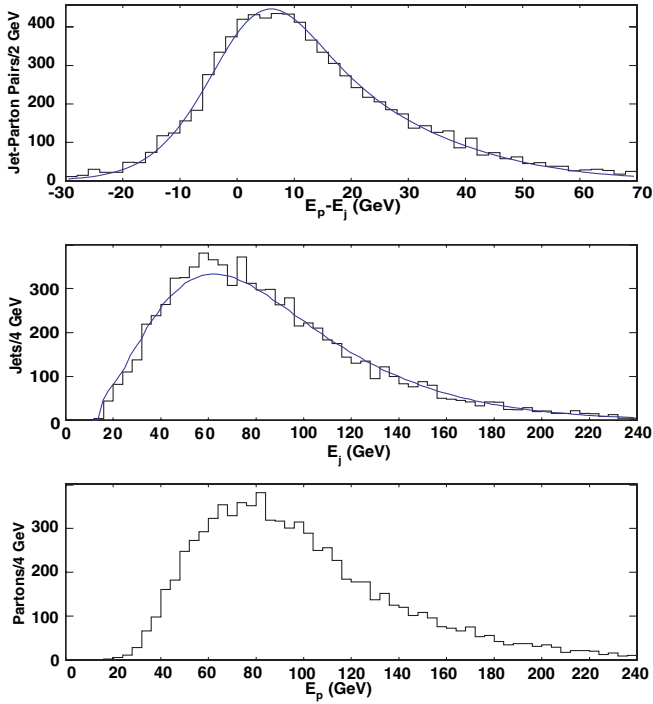 Jet-Parton Pairs/2 GeV
400
300
200
100
0
-30 -20 -10 0 10 20 30 40 50 60 70
E_p-E_j (GeV)
Jets/4 GeV
300
200
100
0
0 20 40 60 80 100 120 140 160 180 200 220 240
E_j (GeV)
Partons/4 GeV
300
200
100
0
0 20 40 60 80 100 120 140 160 180 200 220 240
E_p (GeV)